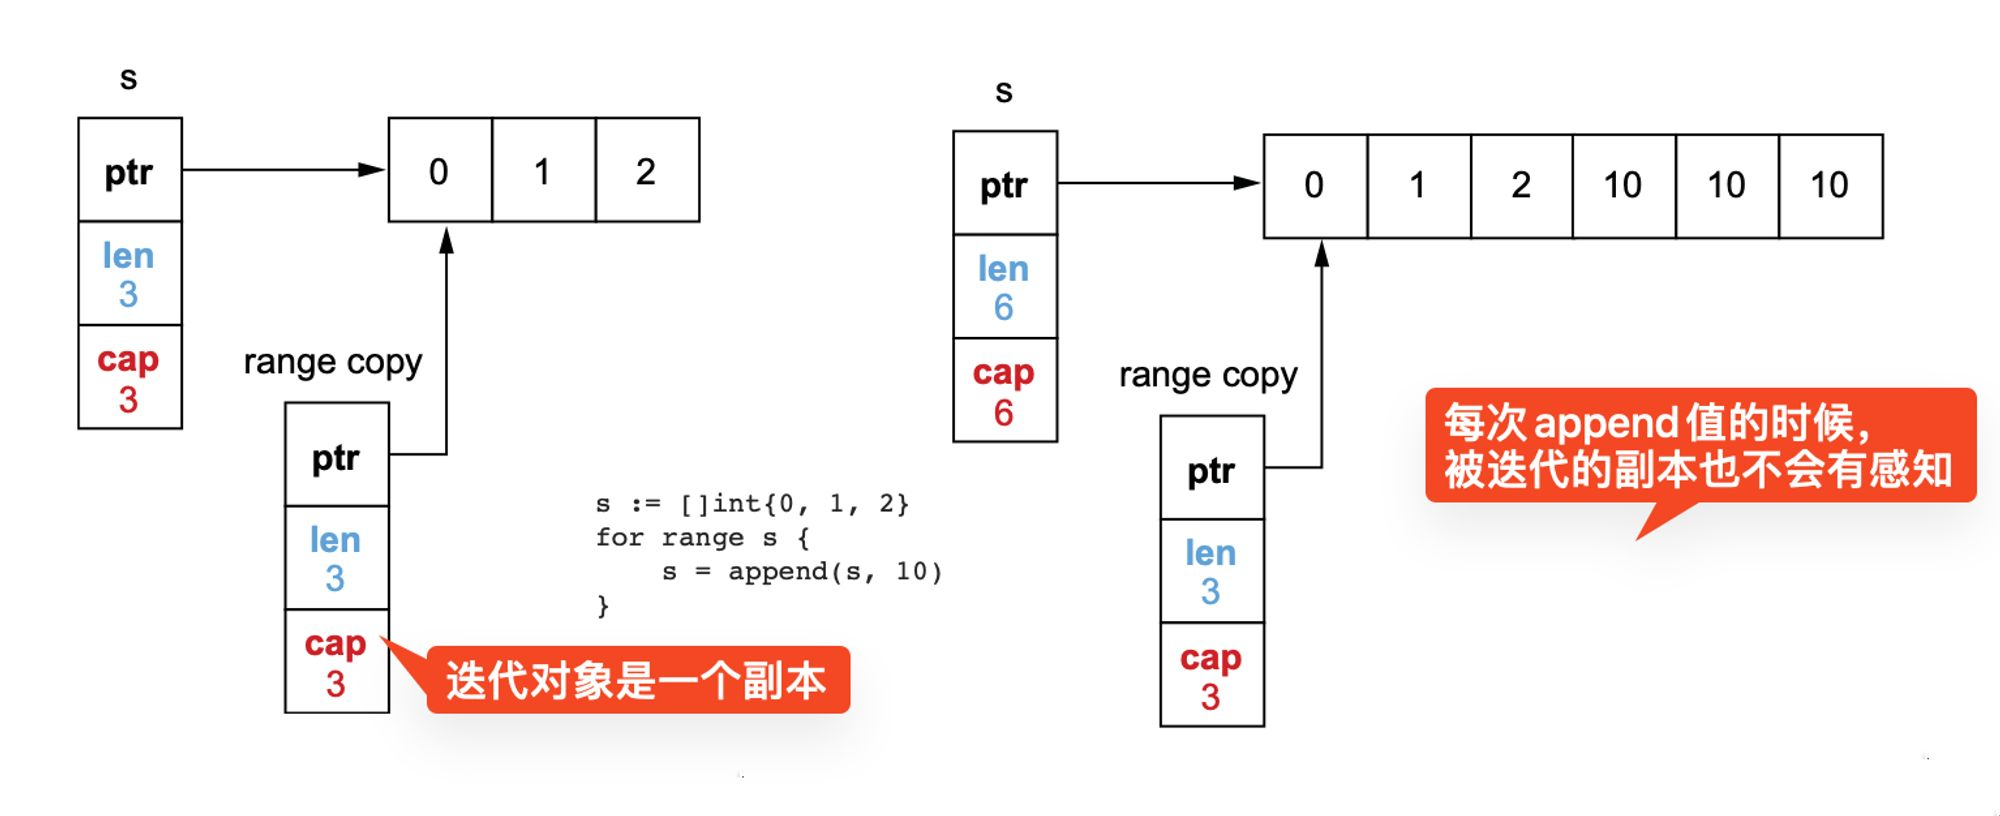 s
ptr
len
3
cap
3
0 1 2
range copy
ptr
len
3
cap
3
s := []int{0, 1, 2}
for range s {
    s = append(s, 10)
}
迭代对象是一个副本
s
ptr
len
6
cap
6
0 1 2 10 10 10
range copy
ptr
len
3
cap
3
每次append值的时候，
被迭代的副本也不会有感知